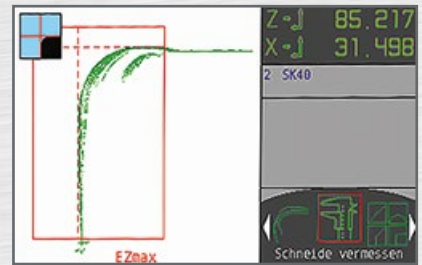 Z 85.217
X 31.498
2 SK40
EZmax
Schneide vermessen